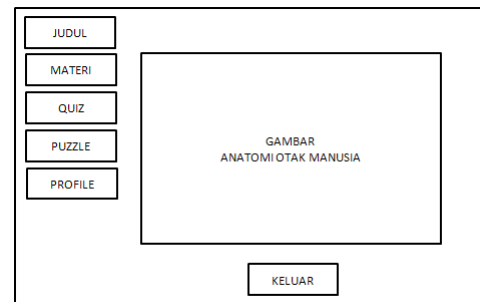 JUDUL
MATERI
QUIZ
PUZZLE
PROFILE
GAMBAR
ANATOMI OTAK MANUSIA
KELUAR